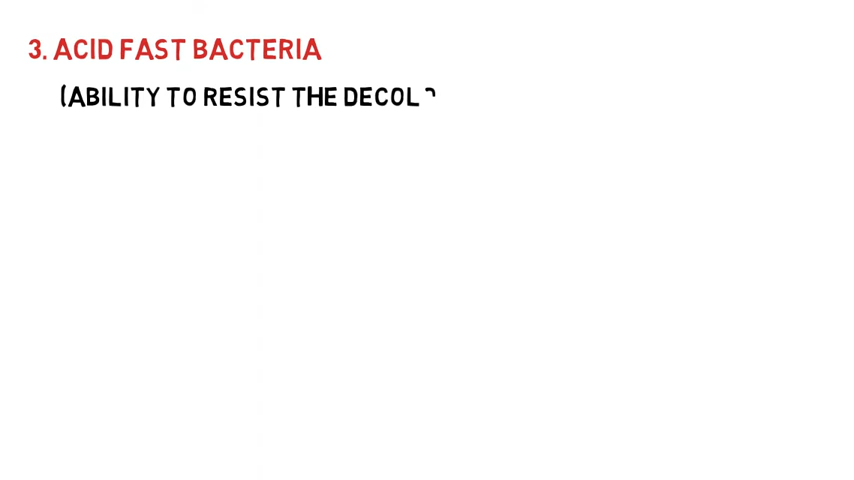 3. ACID FAST BACTERIA
(ABILITY TO RESIST THE DECOL